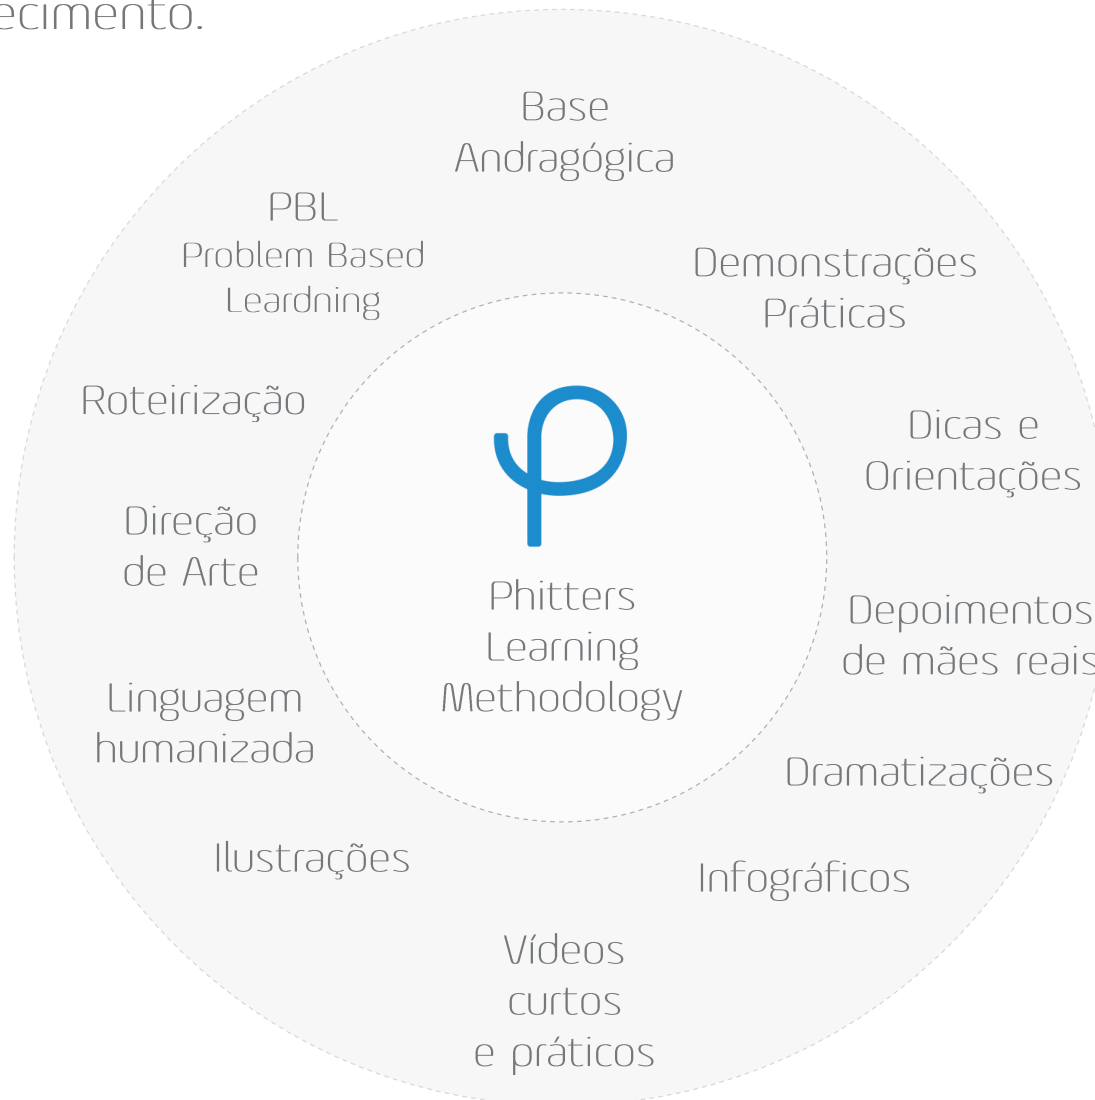 ecimento.
Base
Andragógica
PBL
Problem Based
Leardning
Demonstrações
Práticas
Roteirização
Dicas e
Orientações
Direção
de Arte
Phitters
Learning
Methodology
Depoimentos
de mães reais
Linguagem
humanizada
Dramatizações
Ilustrações
Infográficos
Vídeos
curtos
e práticos